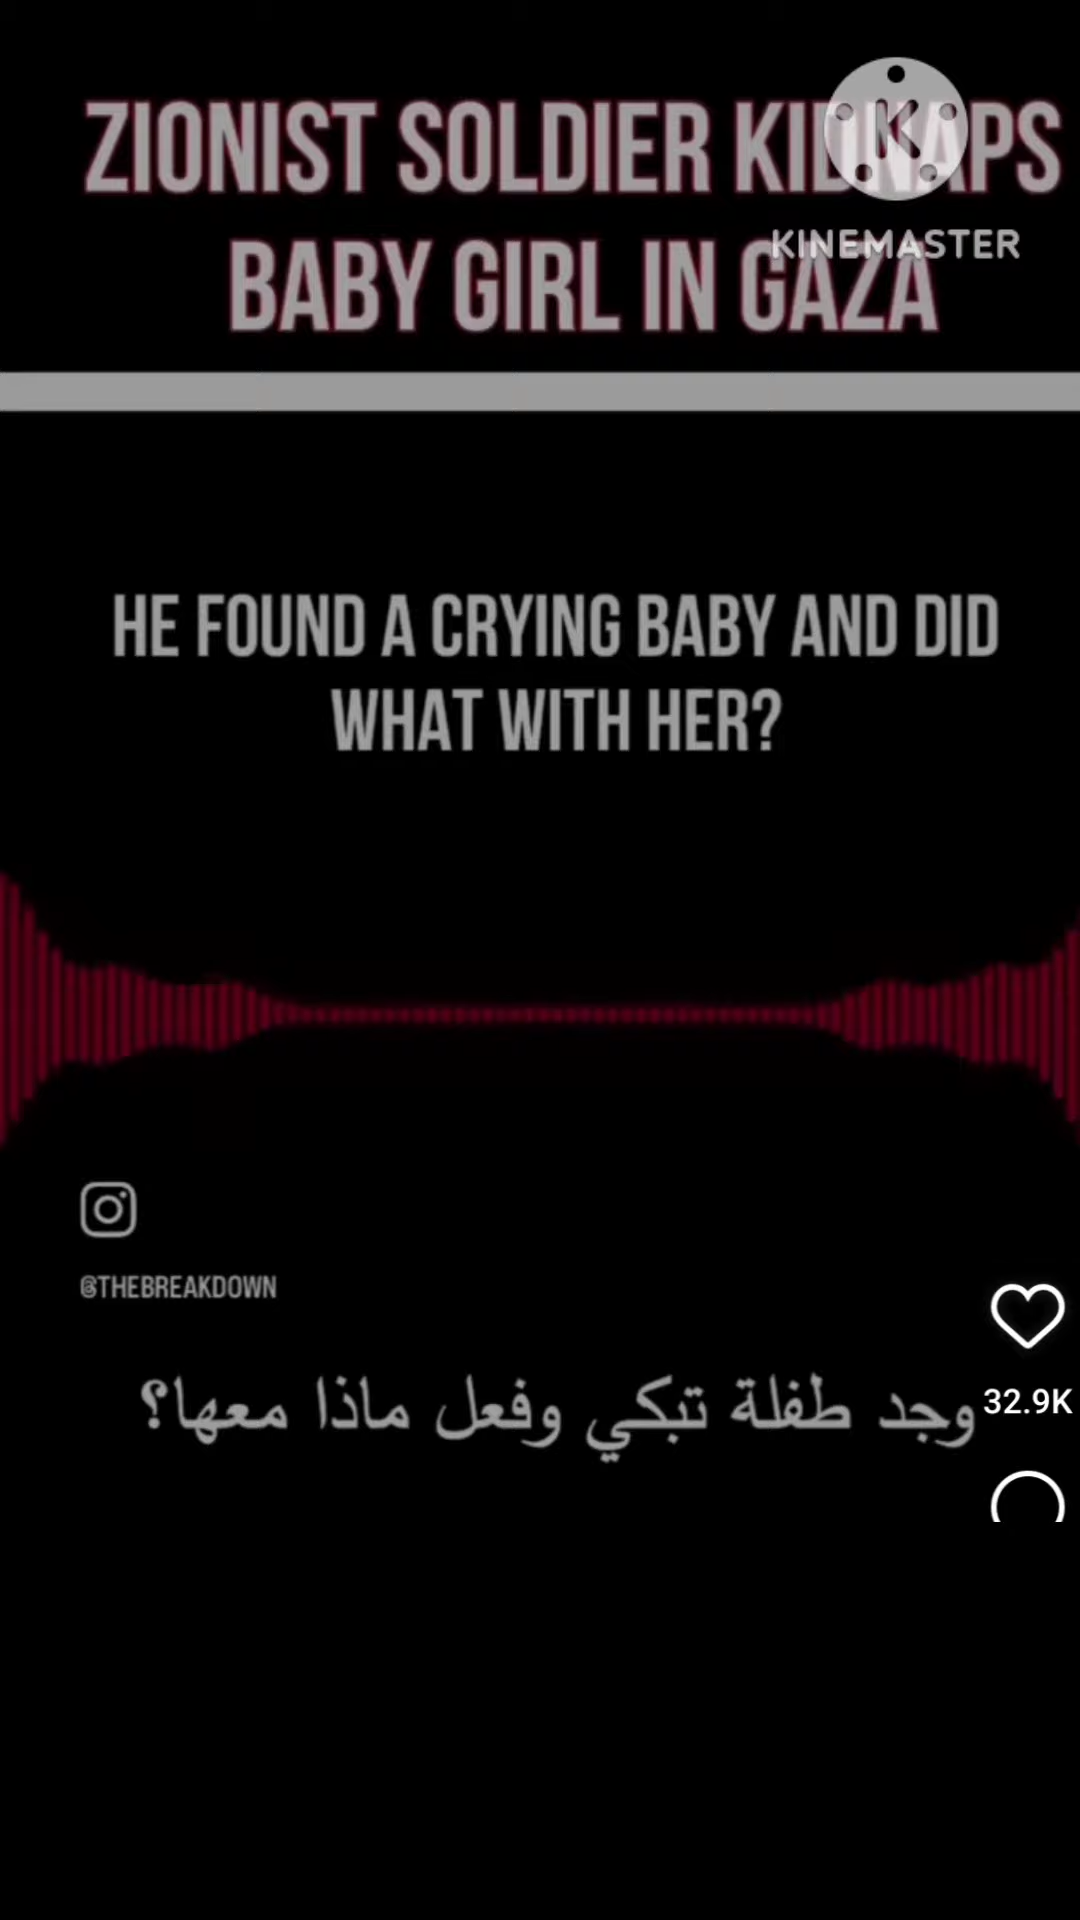 ZIONIST SOLDIER KIDNAPS
BABY GIRL IN GAZA
K
KINEMASTER
HE FOUND A CRYING BABY AND DID
WHAT WITH HER?
@THEBREAKDOWN
وجد طفلة تبكي وفعل ماذا معها؟
32.9K